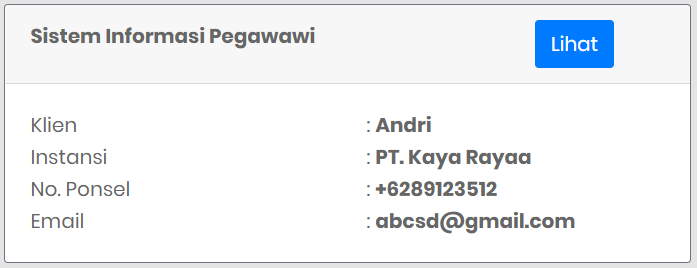 Sistem Informasi Pegawawi
Lihat
Klien : Andri
Instansi : PT. Kaya Rayaa
No. Ponsel : +6289123512
Email : abcsd@gmail.com